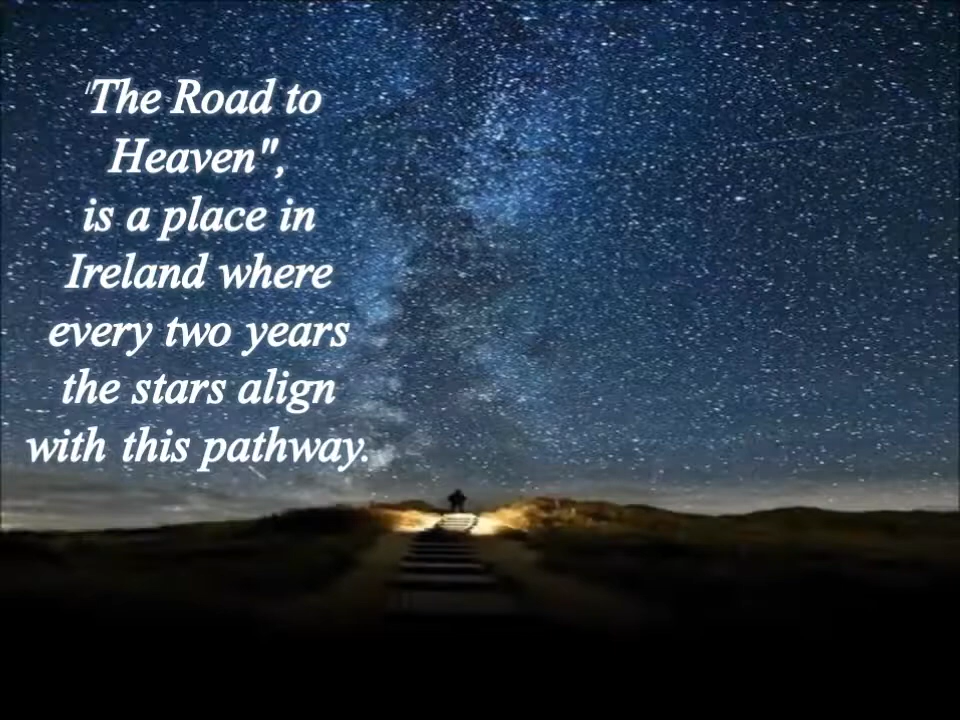 "The Road to
Heaven",
is a place in
Ireland where
every two years
the stars align
with this pathway.